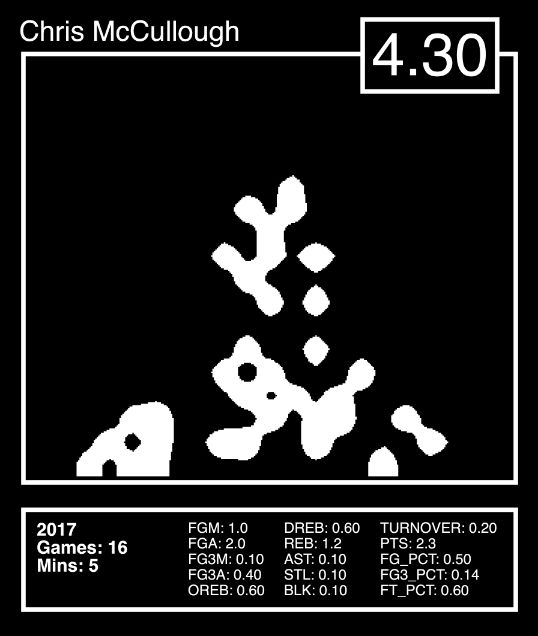 Chris McCullough
4.30
2017
Games: 16
Mins: 5
FGM: 1.0
FGA: 2.0
FG3M: 0.10
FG3A: 0.40
OREB: 0.60
DREB: 0.60
REB: 1.2
AST: 0.10
STL: 0.10
BLK: 0.10
TURNOVER: 0.20
PTS: 2.3
FG_PCT: 0.50
FG3_PCT: 0.14
FT_PCT: 0.60